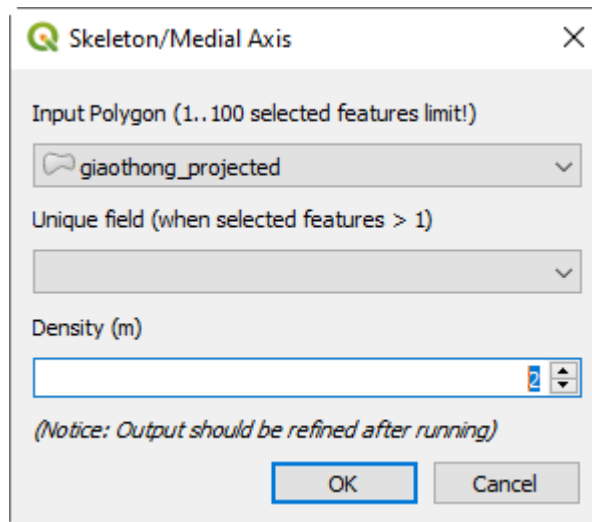 Skeleton/Medial Axis
Input Polygon (1..100 selected features limit!)
giaothong_projected
Unique field (when selected features > 1)
Density (m)
2
(Notice: Output should be refined after running)
OK Cancel